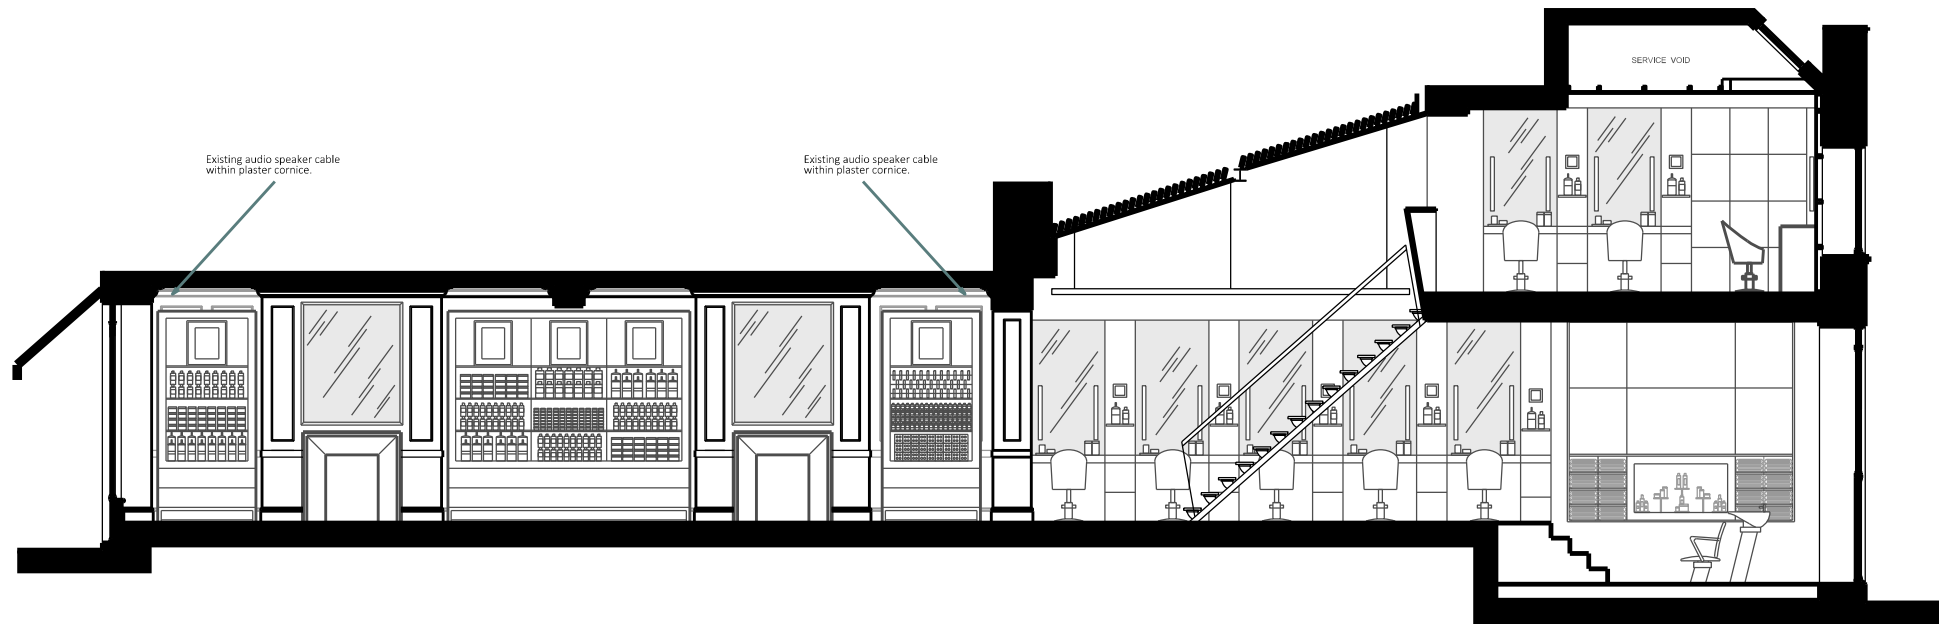 SERVICE VOID
Existing audio speaker cable
within plaster cornice.
Existing audio speaker cable
within plaster cornice.